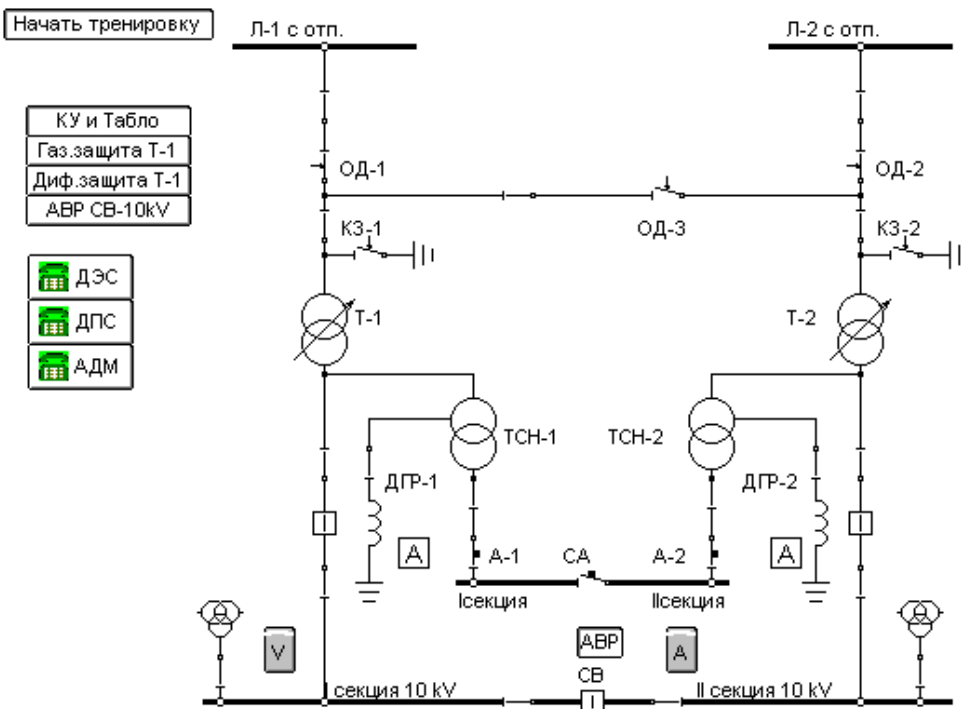 Начать тренировку
Л-1 с отп.
Л-2 с отп.
КУ и Табло
Газ.защита Т-1
Диф.защита Т-1
АВР СВ-10kV
ОД-1
ОД-2
ОД-3
КЗ-1
КЗ-2
ДЭС
ДПС
АДМ
Т-1
Т-2
ТСН-1
ТСН-2
ДГР-1
ДГР-2
А
А-1
СА
А-2
А
Iсекция
IIсекция
V
АВР
А
СВ
I секция 10 kV
II секция 10 kV